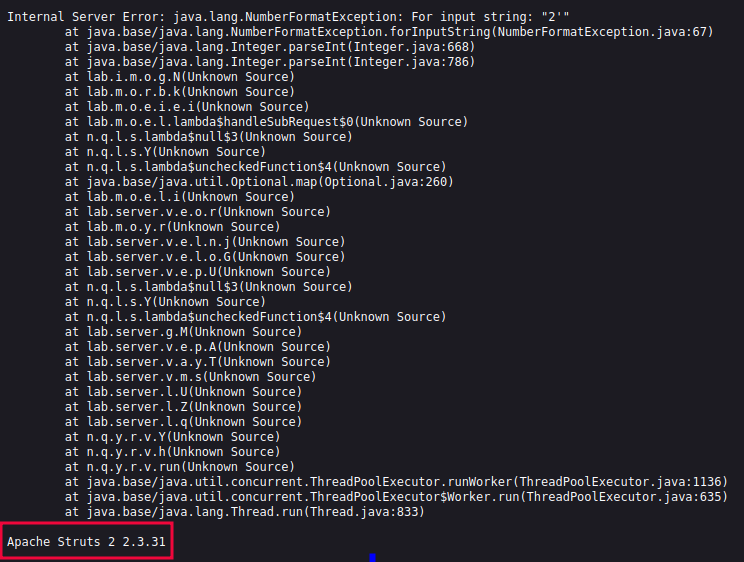 Internal Server Error: java.lang.NumberFormatException: For input string: "2'"
at java.base/java.lang.NumberFormatException.forInputString(NumberFormatException.java:67)
at java.base/java.lang.Integer.parseInt(Integer.java:668)
at java.base/java.lang.Integer.parseInt(Integer.java:786)
at lab.i.m.o.g.N(Unknown Source)
at lab.m.o.r.b.k(Unknown Source)
at lab.m.o.e.i.e.i(Unknown Source)
at lab.m.o.e.l.lambda$handleSubRequest$0(Unknown Source)
at n.q.l.s.lambda$null$3(Unknown Source)
at n.q.l.s.Y(Unknown Source)
at n.q.l.s.lambda$uncheckedFunction$4(Unknown Source)
at java.base/java.util.Optional.map(Optional.java:260)
at lab.m.o.e.l.i(Unknown Source)
at lab.server.v.e.o.r(Unknown Source)
at lab.m.o.y.r(Unknown Source)
at lab.server.v.e.l.n.j(Unknown Source)
at lab.server.v.e.l.o.G(Unknown Source)
at lab.server.v.e.p.U(Unknown Source)
at n.q.l.s.lambda$null$3(Unknown Source)
at n.q.l.s.Y(Unknown Source)
at n.q.l.s.lambda$uncheckedFunction$4(Unknown Source)
at lab.server.g.M(Unknown Source)
at lab.server.v.e.p.A(Unknown Source)
at lab.server.v.a.y.T(Unknown Source)
at lab.server.v.m.s(Unknown Source)
at lab.server.l.U(Unknown Source)
at lab.server.l.Z(Unknown Source)
at lab.server.l.q(Unknown Source)
at n.q.y.r.v.Y(Unknown Source)
at n.q.y.r.v.h(Unknown Source)
at n.q.y.r.v.run(Unknown Source)
at java.base/java.util.concurrent.ThreadPoolExecutor.runWorker(ThreadPoolExecutor.java:1136)
at java.base/java.util.concurrent.ThreadPoolExecutor$Worker.run(ThreadPoolExecutor.java:635)
at java.base/java.lang.Thread.run(Thread.java:833)
Apache Struts 2 2.3.31